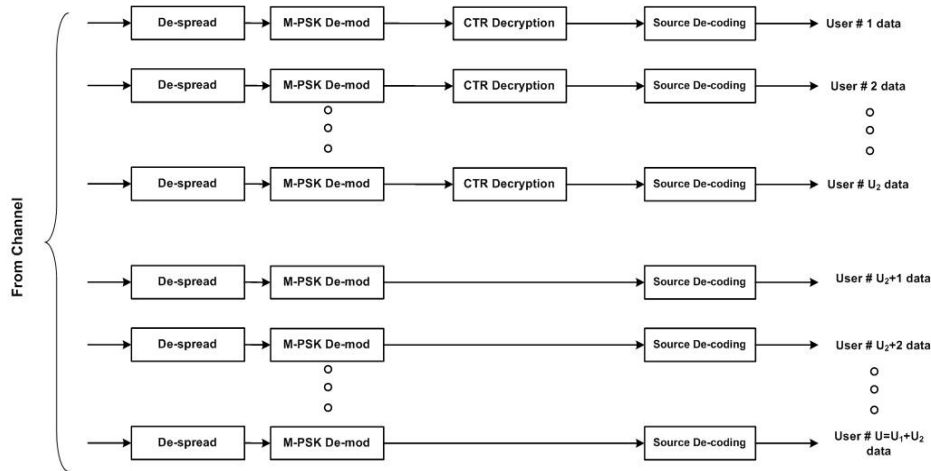 De-spread M-PSK De-mod CTR Decryption Source De-coding User # 1 data
De-spread M-PSK De-mod CTR Decryption Source De-coding User # 2 data
De-spread M-PSK De-mod CTR Decryption Source De-coding User # U₂ data
From Channel
De-spread M-PSK De-mod Source De-coding User # U₂+1 data
De-spread M-PSK De-mod Source De-coding User # U₂+2 data
De-spread M-PSK De-mod Source De-coding User # U=U₁+U₂
data